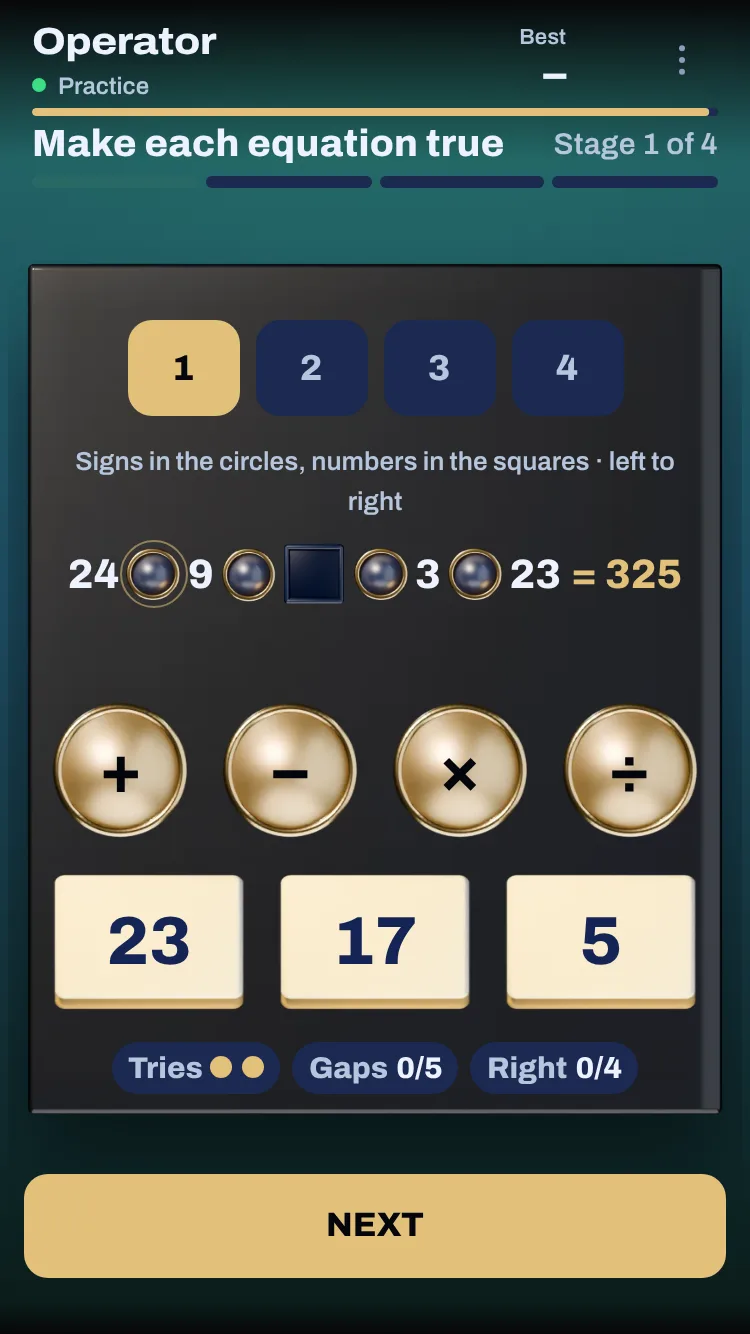 Operator
Best
Practice
–
Make each equation true
Stage 1 of 4
1 2 3 4
Signs in the circles, numbers in the squares · left to
right
24 9 3 23 = 325
+ − × ÷
23 17 5
Tries
Gaps 0/5
Right 0/4
NEXT